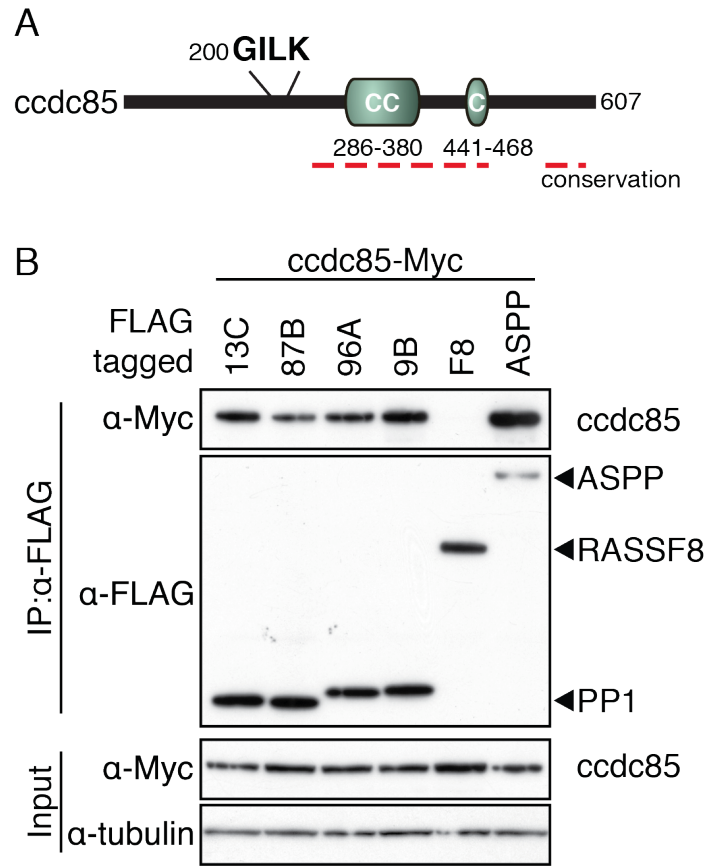 A
200 GILK
ccdc85
CC
C
607
286-380
441-468
conservation
B
ccdc85-Myc
FLAG
tagged
13C
87B
96A
9B
F8
ASPP
IP:α-FLAG
α-Myc
ccdc85
α-FLAG
◀ASPP
◀RASSF8
◀PP1
Input
α-Myc
ccdc85
α-tubulin